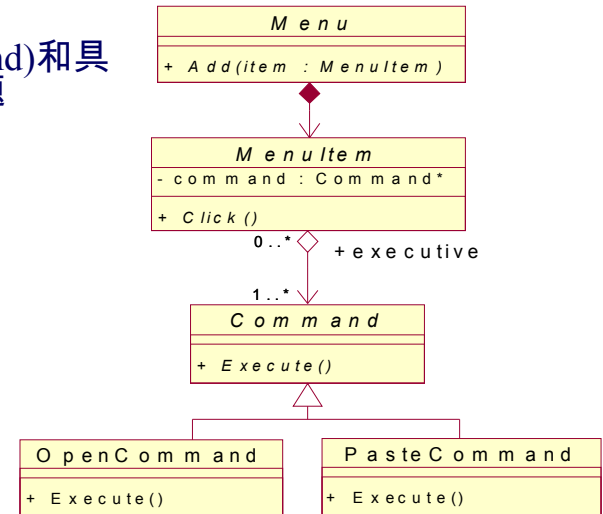 Menu
nd)和具
+ Add(item : MenuItem)
MenuItem
- command : Command*
+ Click()
0..*
+executive
1..*
Command
+ Execute()
OpenCommand
PasteCommand
+ Execute()
+ Execute()